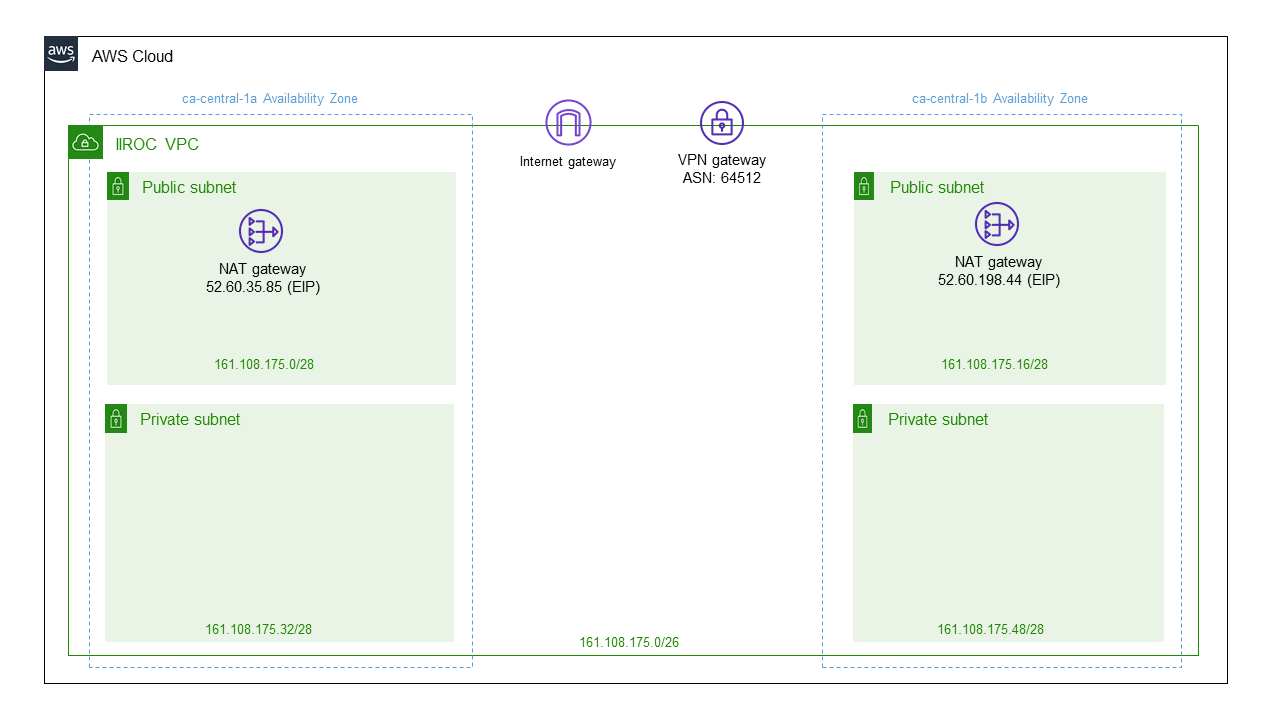 aws
AWS Cloud
ca-central-1a Availability Zone
ca-central-1b Availability Zone
IIROC VPC
Internet gateway
VPN gateway
ASN: 64512
Public subnet
NAT gateway
52.60.35.85 (EIP)
161.108.175.0/28
Public subnet
NAT gateway
52.60.198.44 (EIP)
161.108.175.16/28
Private subnet
161.108.175.32/28
Private subnet
161.108.175.48/28
161.108.175.0/26